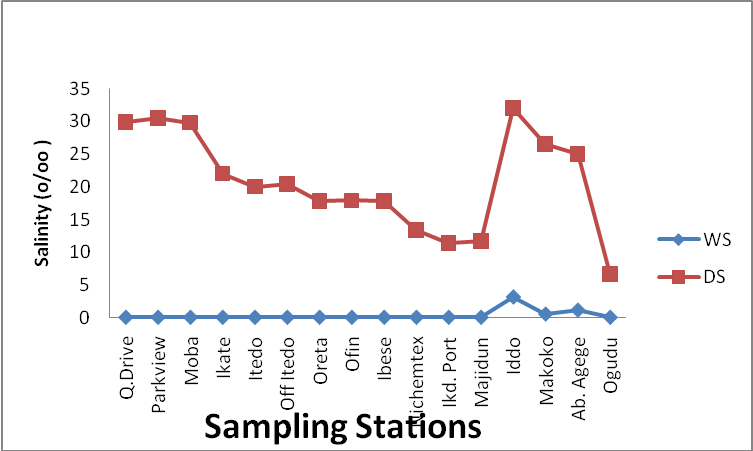 35
30
25
20
15
10
5
0
Salinity (o/oo )
Q.Drive
Parkview
Moba
Ikate
Itedo
Off Itedo
Oreta
Ofin
Ibese
Nichemtex
Ikd. Port
Majidun
Iddo
Makoko
Ab. Agege
Ogudu
Sampling Stations
WS
DS